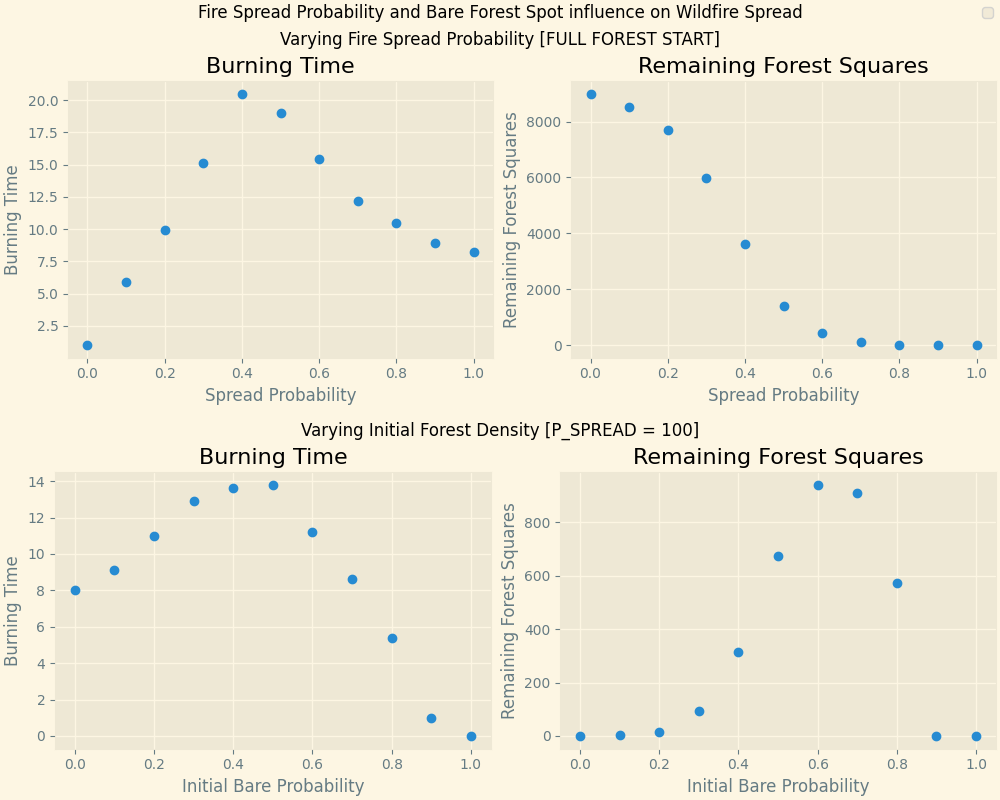 Fire Spread Probability and Bare Forest Spot influence on Wildfire Spread
Varying Fire Spread Probability [FULL FOREST START]
Burning Time
Burning Time
20.0
17.5
15.0
12.5
10.0
7.5
5.0
2.5
0.0 0.2 0.4 0.6 0.8 1.0
Spread Probability
Remaining Forest Squares
Remaining Forest Squares
8000
6000
4000
2000
0
0.0 0.2 0.4 0.6 0.8 1.0
Spread Probability
Varying Initial Forest Density [P_SPREAD = 100]
Burning Time
Burning Time
14
12
10
8
6
4
2
0
0.0 0.2 0.4 0.6 0.8 1.0
Initial Bare Probability
Remaining Forest Squares
Remaining Forest Squares
800
600
400
200
0
0.0 0.2 0.4 0.6 0.8 1.0
Initial Bare Probability